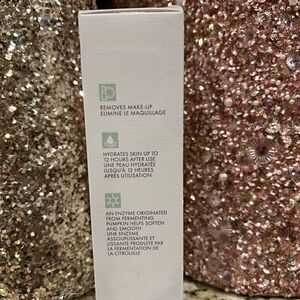 REMOVES MAKE-UP
ELIMINE LE MAQUILLAGE
HYDRATES SKIN UP TO
12 HOURS AFTER USE
UNE PEAU HYDRATÉE
JUSQU'À 12 HEURES
APRÈS UTILISATION
AN ENZYME ORIGINATED
FROM FERMENTING
PUMPKIN HELPS SOFTEN
AND SMOOTH
UNE ENZYME
ASSOUPLISSANTE ET
LISSANTE PRODUITE PAR
LA FERMENTATION DE
LA CITROUILLE